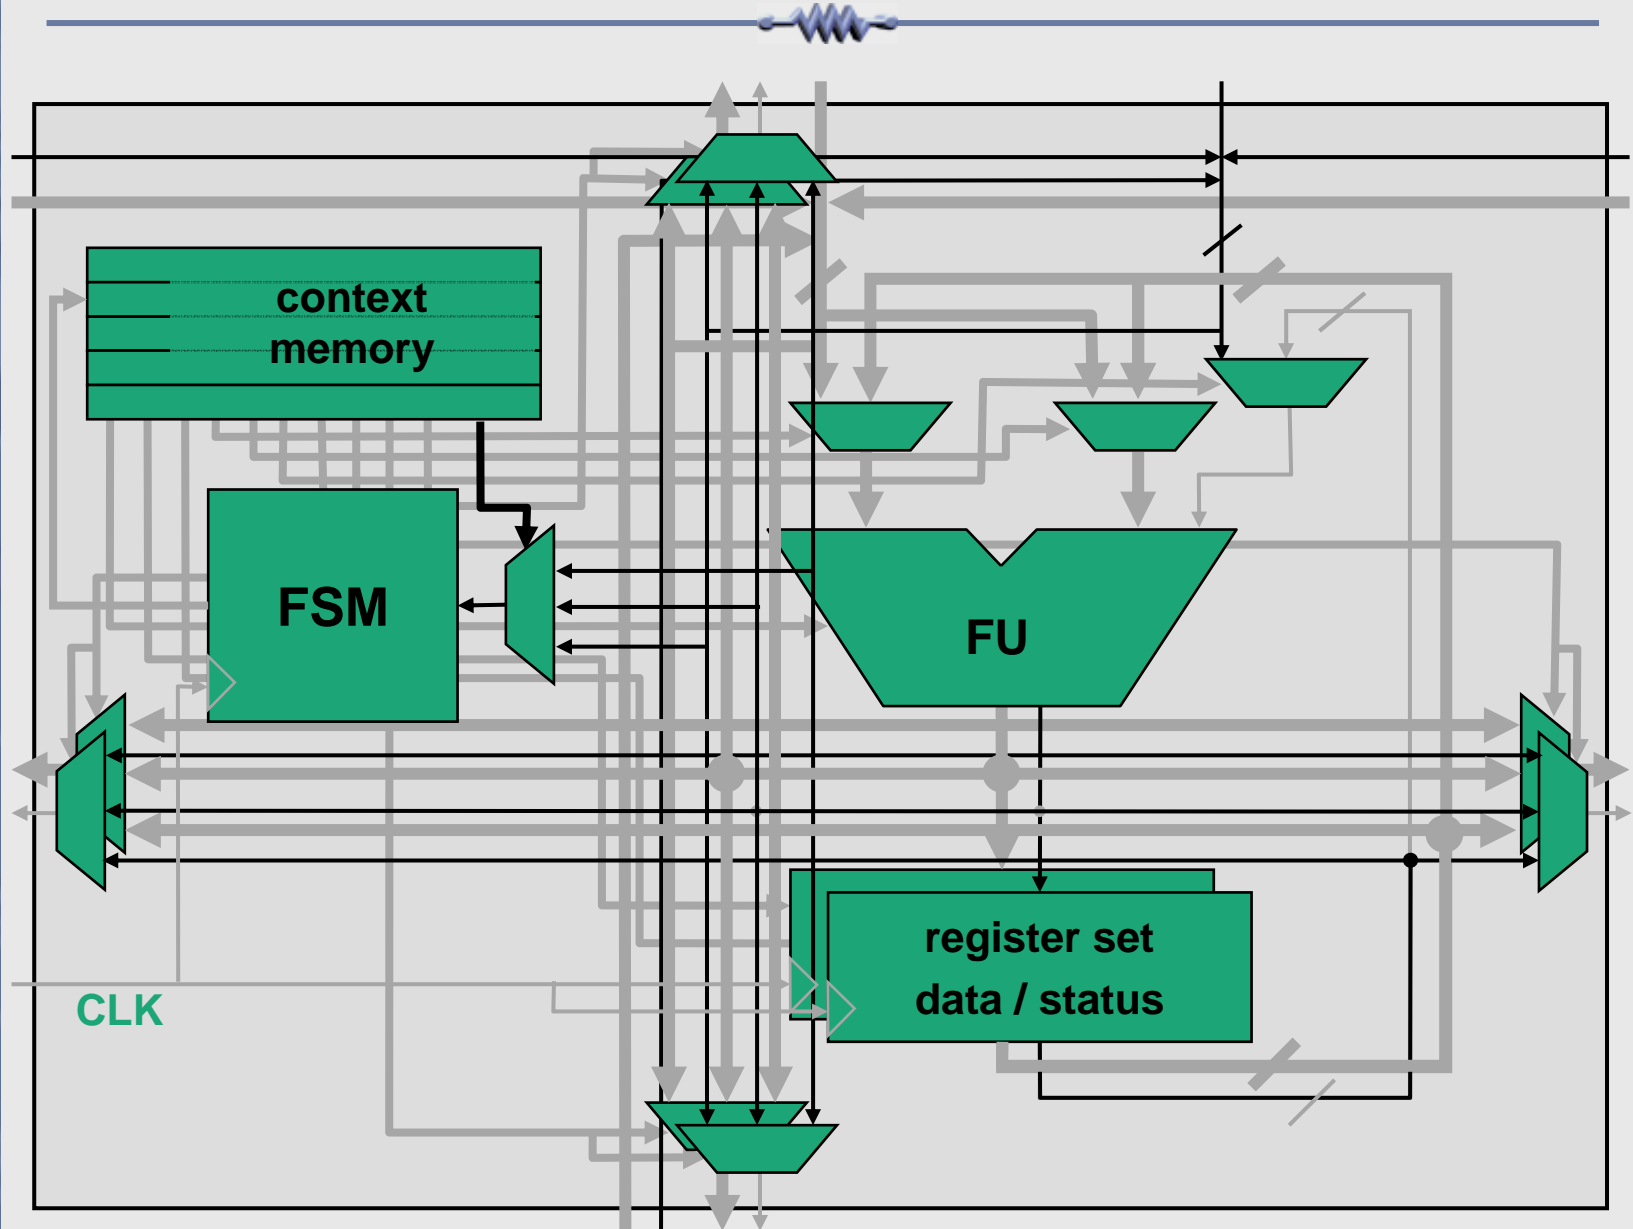 context
memory
FSM
FU
register set
data / status
CLK